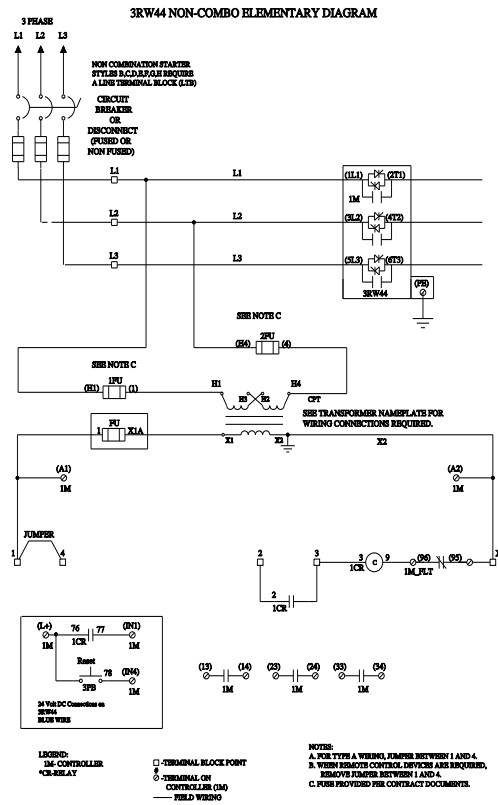 3RW44 NON-COMBO ELEMENTARY DIAGRAM
3 PHASE
L1 L2 L3
NON COMBINATION STARTER
STYLES B,C,D,E,F,G,H REQUIRE
A LINE TERMINAL BLOCK (LTB)
CIRCUIT
BREAKER
OR
DISCONNECT
(FUSED OR
NON FUSED)
L1 L1 (1L1) (2T1)
1M
L2 L2 (3L2) (4T2)
L3 L3 (5L3) (6T3)
3RW44
(PE)
SEE NOTE C
2FU
(H4) (4)
SEE NOTE C
1FU
(H1) (1)
H1 H3 H2 H4
CPT
SEE TRANSFORMER NAMEPLATE FOR
WIRING CONNECTIONS REQUIRED.
FU
1 X1A
X1 X2 X2
(A1)
1M
(A2)
1M
JUMPER
1 4
2 3 3 C 9 (96) (95) 2
1CR 1M_FLT
2
1CR
(L+) 76 77 (IN1)
1M 1CR 1M
Reset
78 (IN4)
3PB 1M
24 Volt DC Connections on
3RW44
BLUE WIRE
(13) (14) (23) (24) (33) (34)
1M 1M 1M
LEGEND:
1M- CONTROLLER
*CR-RELAY
-TERMINAL BLOCK POINT
#
-TERMINAL ON
CONTROLLER (1M)
FIELD WIRING
NOTES:
A. FOR TYPE A WIRING, JUMPER BETWEEN 1 AND 4.
B. WHEN REMOTE CONTROL DEVICES ARE REQUIRED,
REMOVE JUMPER BETWEEN 1 AND 4.
C. FUSE PROVIDED PER CONTRACT DOCUMENTS.